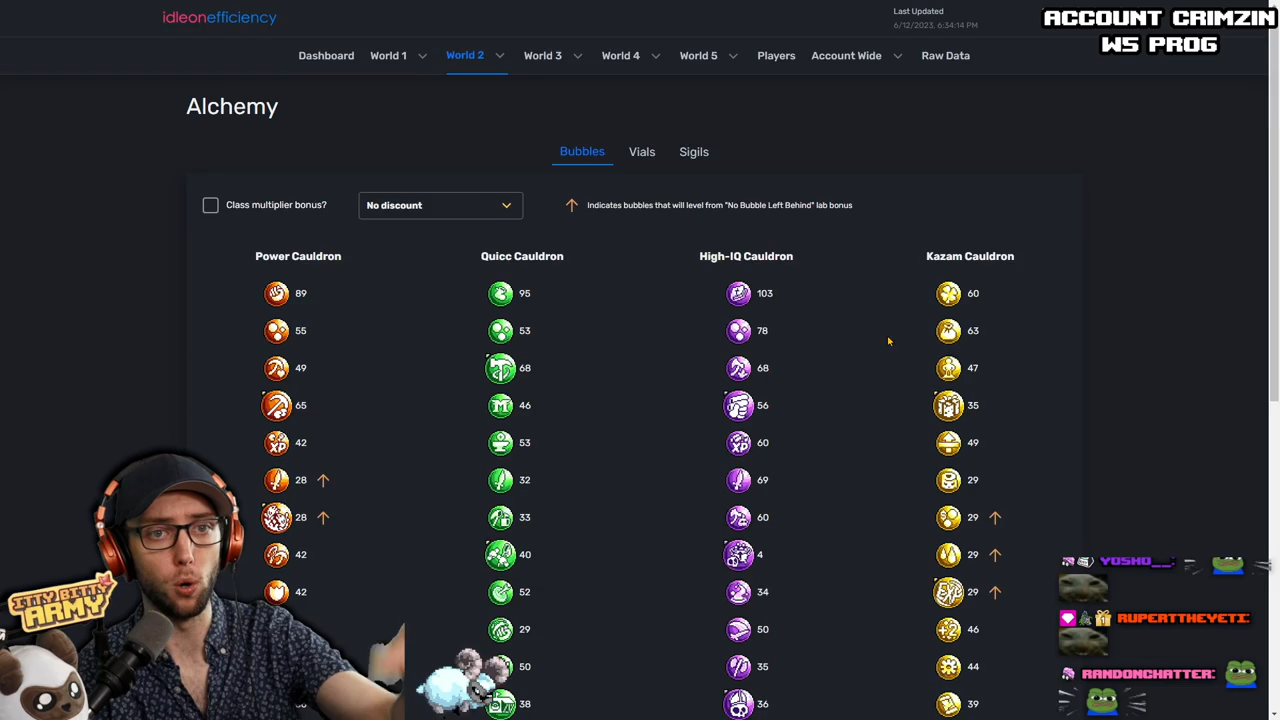 idleonefficiency
Last Updated
6/12/2023, 6:34:14 PM
ACCOUNT CRIMZIN
W5 PROG
Dashboard World 1 World 2 World 3 World 4 World 5 Players Account Wide Raw Data
Alchemy
Bubbles Vials Sigils
Class multiplier bonus? No discount Indicates bubbles that will level from "No Bubble Left Behind" lab bonus
Power Cauldron Quicc Cauldron High-IQ Cauldron Kazam Cauldron
89 95 103 60
55 53 78 63
49 68 68 47
65 46 56 35
42 53 60 49
28 32 69 29
28 33 60 29
42 40 4 29
42 52 34 29
29 50 46
50 35 44
38 36 39
ITTY BITTY
ARMY
YOSHO__:
RUPERTTHEYETI:
RANDONCHATTER: